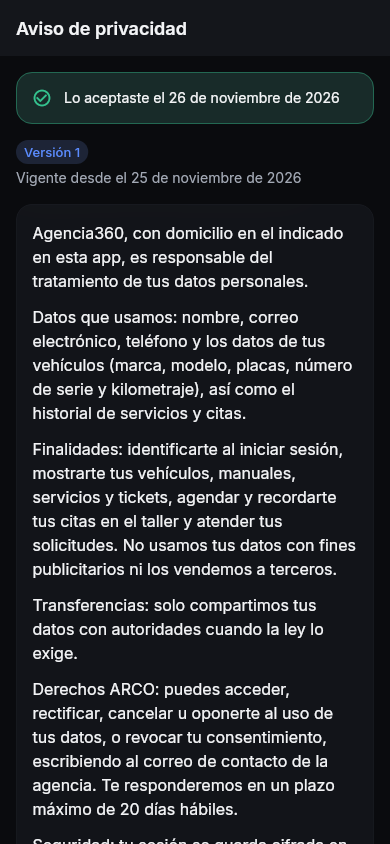 Aviso de privacidad
Lo aceptaste el 26 de noviembre de 2026
Versión 1
Vigente desde el 25 de noviembre de 2026
Agencia360, con domicilio en el indicado
en esta app, es responsable del
tratamiento de tus datos personales.
Datos que usamos: nombre, correo
electrónico, teléfono y los datos de tus
vehículos (marca, modelo, placas, número
de serie y kilometraje), así como el
historial de servicios y citas.
Finalidades: identificarte al iniciar sesión,
mostrarte tus vehículos, manuales,
servicios y tickets, agendar y recordarte
tus citas en el taller y atender tus
solicitudes. No usamos tus datos con fines
publicitarios ni los vendemos a terceros.
Transferencias: solo compartimos tus
datos con autoridades cuando la ley lo
exige.
Derechos ARCO: puedes acceder,
rectificar, cancelar u oponerte al uso de
tus datos, o revocar tu consentimiento,
escribiendo al correo de contacto de la
agencia. Te responderemos en un plazo
máximo de 20 días hábiles.
Seguridad: tu sesión se guarda cifrada en